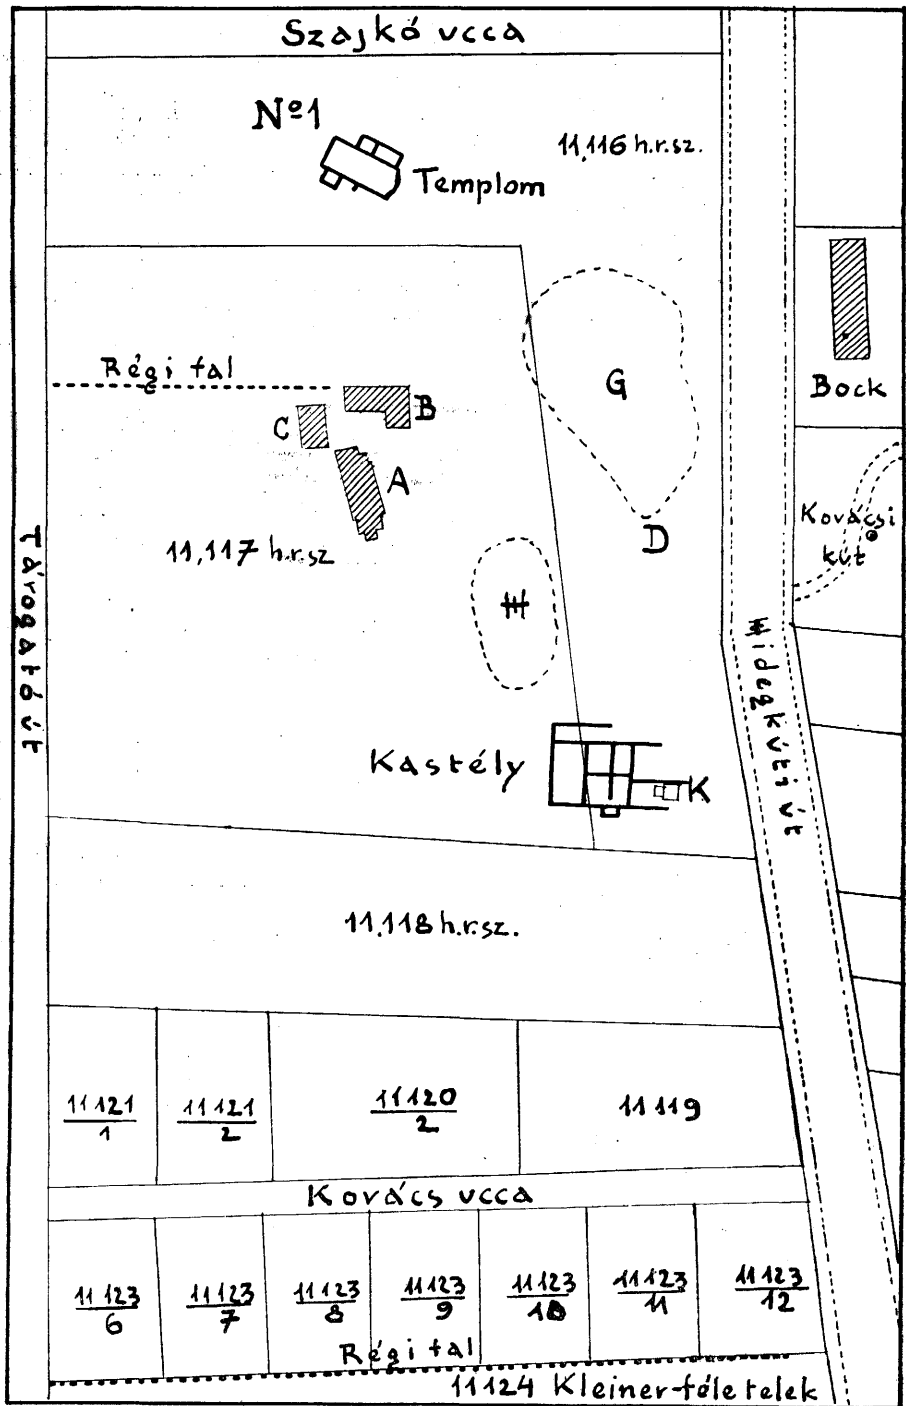 Szajkó ucca
Nº1
11,116 h.r.sz.
Templom
Régi fal
G
Bock
B
C
A
Kovácsi
kút
D
11,117 h.r.sz
Tárogató út
H
Hidegkúti út
Kastély
K
11.118 h.r.sz.
11121
1
11121
2
11120
2
11119
Kovács ucca
11123
6
11123
7
11123
8
11123
9
11123
10
11123
11
11123
12
Régi fal
11124 Kleiner-féle telek